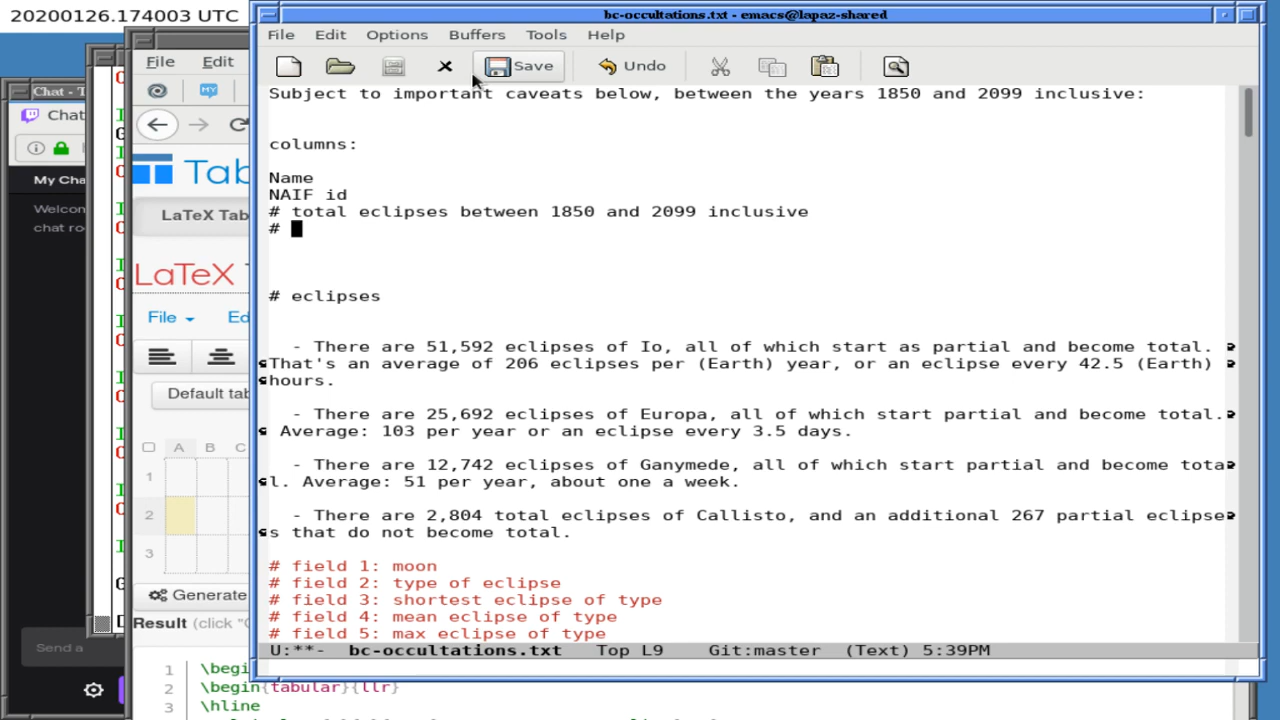 20200126.174003 UTC
bc-occultations.txt - emacs@lapaz-shared
File Edit Options Buffers Tools Help
Save Undo
Subject to important caveats below, between the years 1850 and 2099 inclusive:
columns:
Name
NAIF id
# total eclipses between 1850 and 2099 inclusive
#
# eclipses
- There are 51,592 eclipses of Io, all of which start as partial and become total.
That's an average of 206 eclipses per (Earth) year, or an eclipse every 42.5 (Earth)
hours.
- There are 25,692 eclipses of Europa, all of which start partial and become total.
Average: 103 per year or an eclipse every 3.5 days.
- There are 12,742 eclipses of Ganymede, all of which start partial and become tota
l. Average: 51 per year, about one a week.
- There are 2,804 total eclipses of Callisto, and an additional 267 partial eclipse
s that do not become total.
# field 1: moon
# field 2: type of eclipse
# field 3: shortest eclipse of type
# field 4: mean eclipse of type
# field 5: max eclipse of type
U:**- bc-occultations.txt Top L9 Git:master (Text) 5:39PM
Chat - T
Chat
My Cha
Welcon
chat ro
Send a
File Edit
MY
Tab
LaTeX Tab
LaTeX
File Ed
Default tab
A B C
1
2
3
Generate
Result (click "
1 \begi
2 \begin{tabular}{llr}
3 \hline